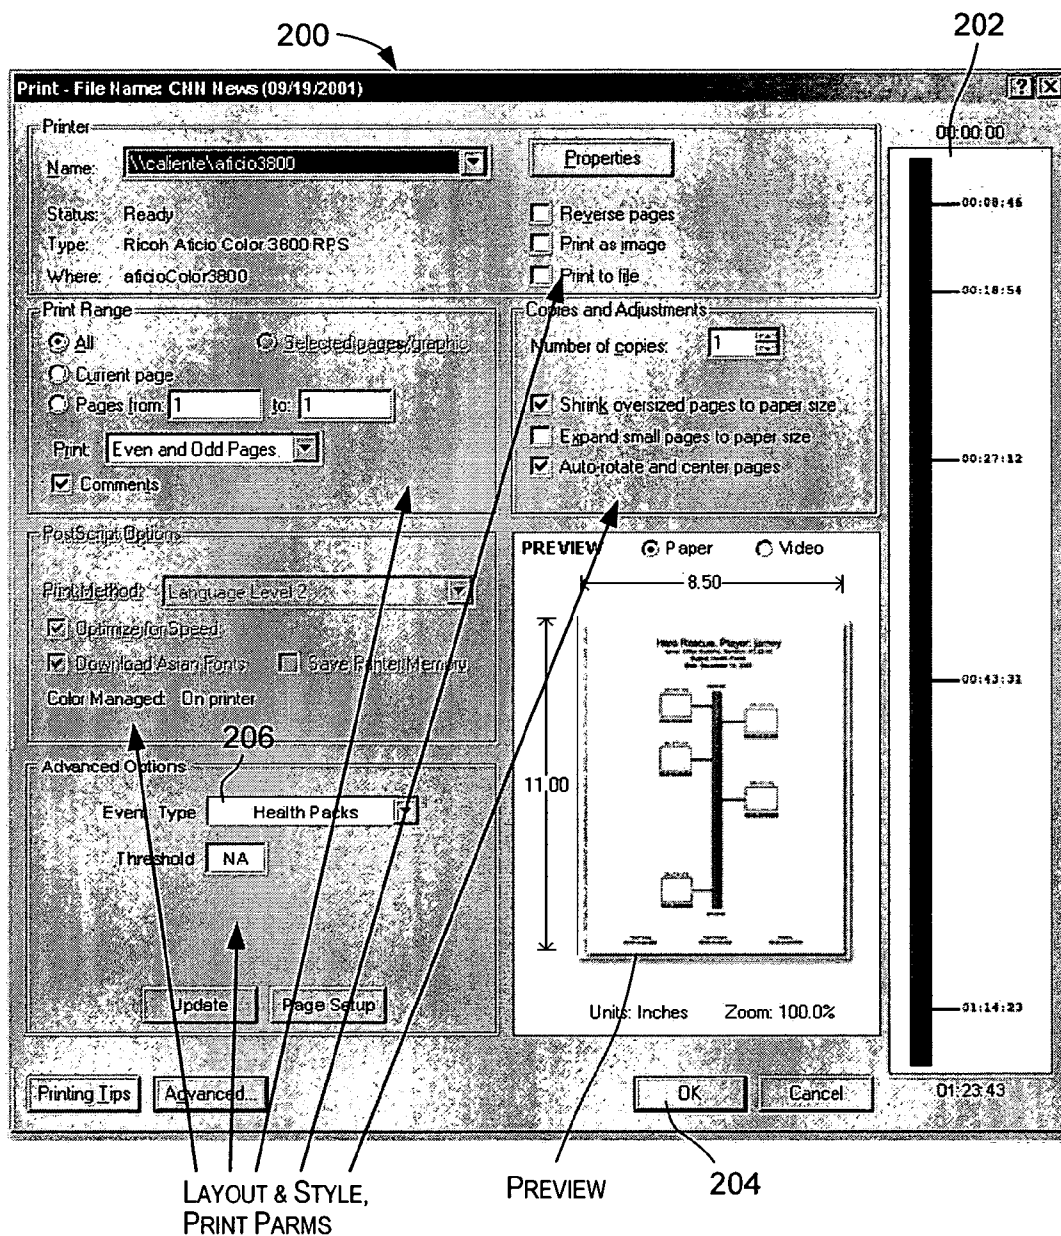 200
202
Print - File Name: CNN News (09/19/2001)
Printer
Name: \\caliente\aficio3800
Properties
Status: Ready
Type: Ricoh Aficio Color 3800 RPS
Where: aficioColor3800
Reverse pages
Print as image
Print to file
Print Range
All
Selected pages/graphic
Current page
Pages from: 1 to: 1
Print: Even and Odd Pages
Comments
Copies and Adjustments
Number of copies: 1
Shrink oversized pages to paper size
Expand small pages to paper size
Auto-rotate and center pages
PostScript Options
Print Method: Language Level 2
Optimize for Speed
Download Asian Fonts Save Printer Memory
Color Managed: On printer
206
Advanced Options
Event Type Health Packs
Threshold NA
Update Page Setup
PREVIEW Paper Video
8.50
11.00
Hero Rescue, Player: Jamey
Units: Inches Zoom: 100.0%
00:00:00
00:08:45
00:18:54
00:27:12
00:43:31
01:14:23
01:23:43
Printing Tips Advanced... OK Cancel
LAYOUT & STYLE,
PRINT PARMS
PREVIEW
204